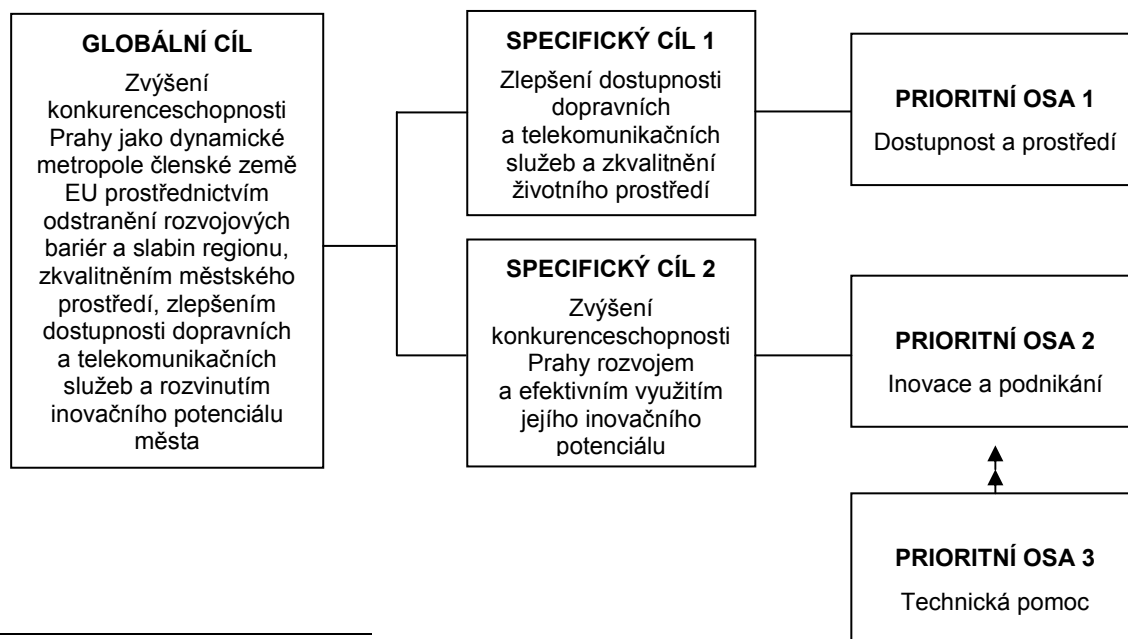 GLOBÁLNÍ CÍL
Zvýšení
konkurenceschopnosti
Prahy jako dynamické
metropole členské země
EU prostřednictvím
odstranění rozvojových
bariér a slabin regionu,
zkvalitněním městského
prostředí, zlepšením
dostupnosti dopravních
a telekomunikačních
služeb a rozvinutím
inovačního potenciálu
města
SPECIFICKÝ CÍL 1
Zlepšení dostupnosti
dopravních
a telekomunikačních
služeb a zkvalitnění
životního prostředí
SPECIFICKÝ CÍL 2
Zvýšení
konkurenceschopnosti
Prahy rozvojem
a efektivním využitím
jejího inovačního
potenciálu
PRIORITNÍ OSA 1
Dostupnost a prostředí
PRIORITNÍ OSA 2
Inovace a podnikání
PRIORITNÍ OSA 3
Technická pomoc